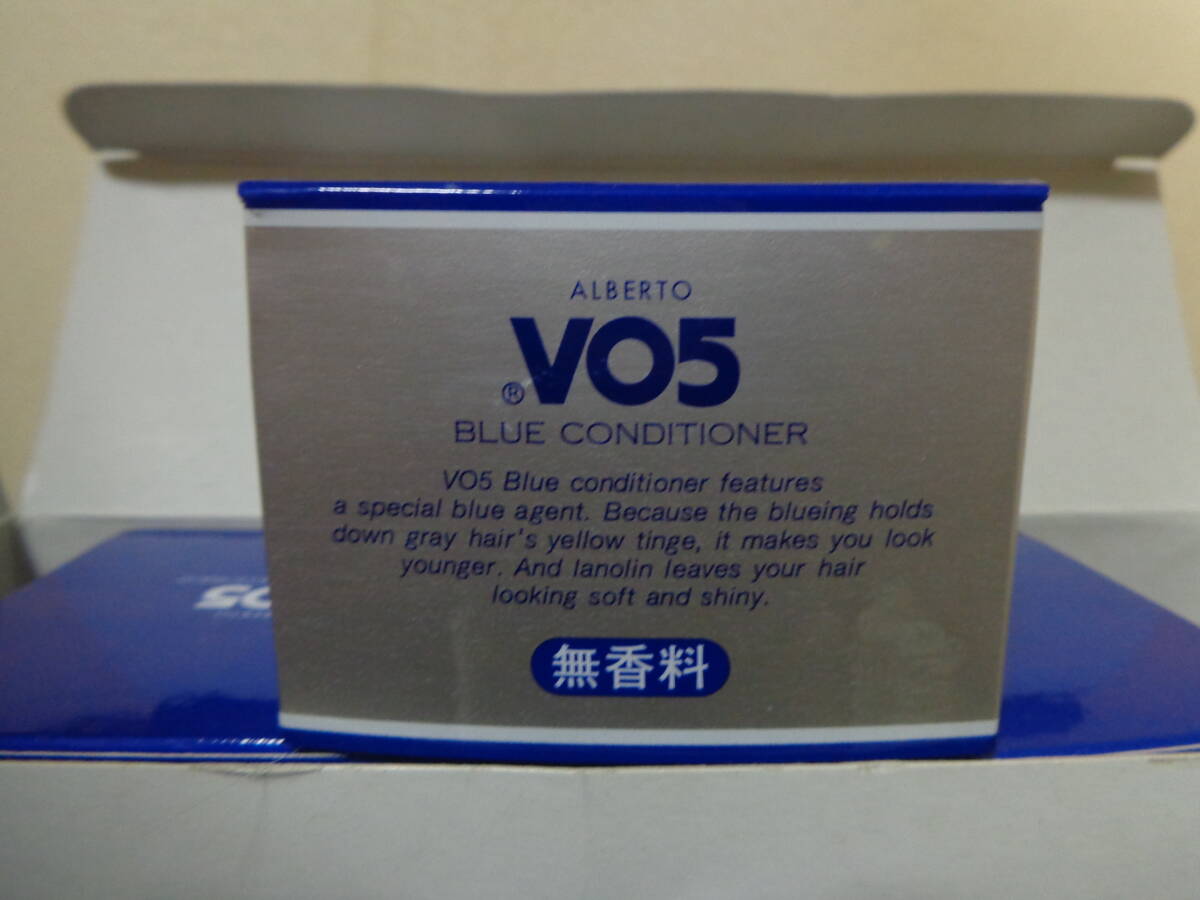 ALBERTO
®VO5
BLUE CONDITIONER
VO5 Blue conditioner features
a special blue agent. Because the blueing holds
down gray hair's yellow tinge, it makes you look
younger. And lanolin leaves your hair
looking soft and shiny.
無香料